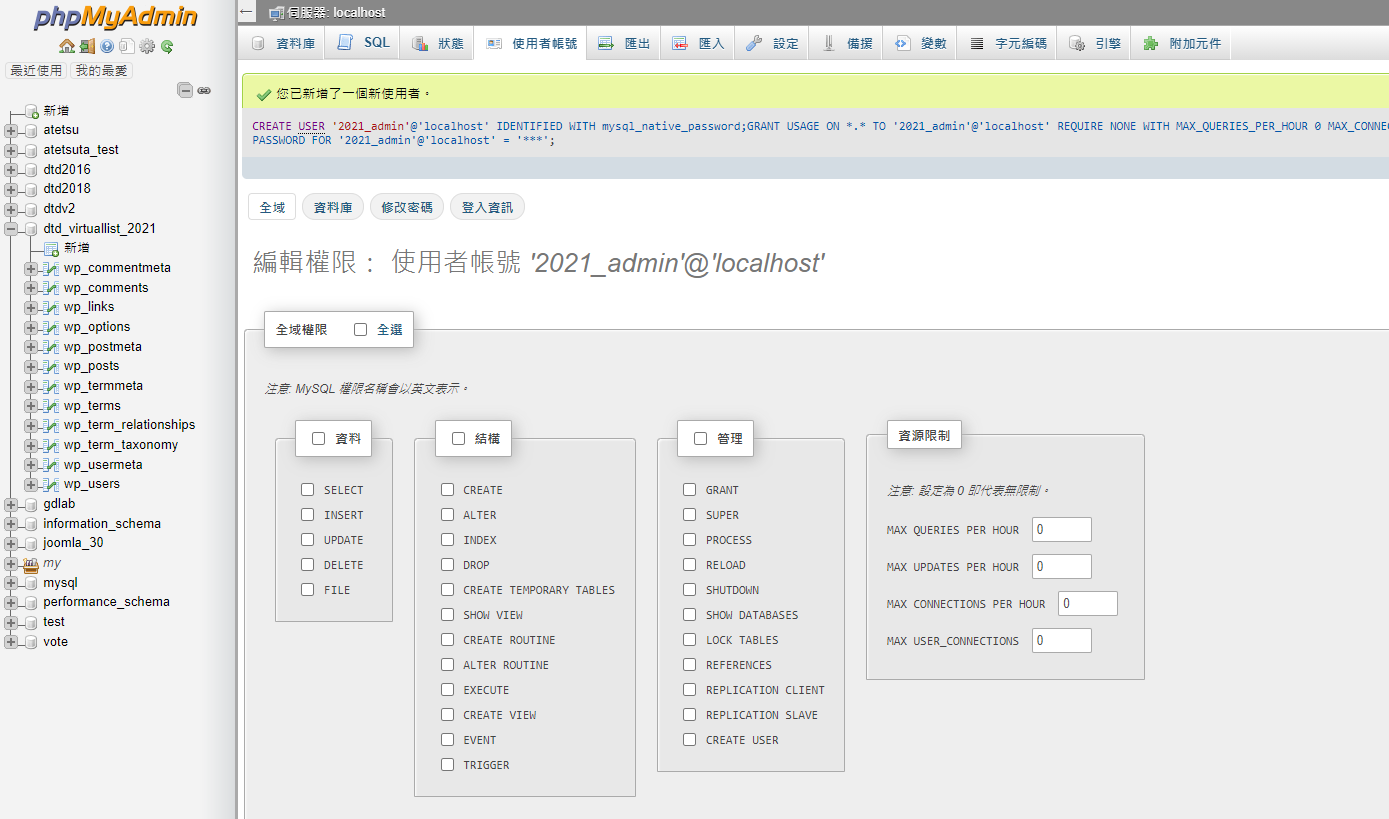 phpMyAdmin
最近使用 我的最愛
新增
atetsu
atetsuta_test
dtd2016
dtd2018
dtdv2
dtd_virtuallist_2021
新增
wp_commentmeta
wp_comments
wp_links
wp_options
wp_postmeta
wp_posts
wp_termmeta
wp_terms
wp_term_relationships
wp_term_taxonomy
wp_usermeta
wp_users
gdlab
information_schema
joomla_30
my
mysql
performance_schema
test
vote
伺服器: localhost
資料庫 SQL 狀態 使用者帳號 匯出 匯入 設定 備援 變數 字元編碼 引擎 附加元件
您已新增了一個新使用者。
CREATE USER '2021_admin'@'localhost' IDENTIFIED WITH mysql_native_password;GRANT USAGE ON *.* TO '2021_admin'@'localhost' REQUIRE NONE WITH MAX_QUERIES_PER_HOUR 0 MAX_CONNEC
PASSWORD FOR '2021_admin'@'localhost' = '***';
全域 資料庫 修改密碼 登入資訊
編輯權限： 使用者帳號 '2021_admin'@'localhost'
全域權限 全選
注意: MySQL 權限名稱會以英文表示。
資料
SELECT
INSERT
UPDATE
DELETE
FILE
結構
CREATE
ALTER
INDEX
DROP
CREATE TEMPORARY TABLES
SHOW VIEW
CREATE ROUTINE
ALTER ROUTINE
EXECUTE
CREATE VIEW
EVENT
TRIGGER
管理
GRANT
SUPER
PROCESS
RELOAD
SHUTDOWN
SHOW DATABASES
LOCK TABLES
REFERENCES
REPLICATION CLIENT
REPLICATION SLAVE
CREATE USER
資源限制
注意: 設定為 0 即代表無限制。
MAX QUERIES PER HOUR 0
MAX UPDATES PER HOUR 0
MAX CONNECTIONS PER HOUR 0
MAX USER_CONNECTIONS 0